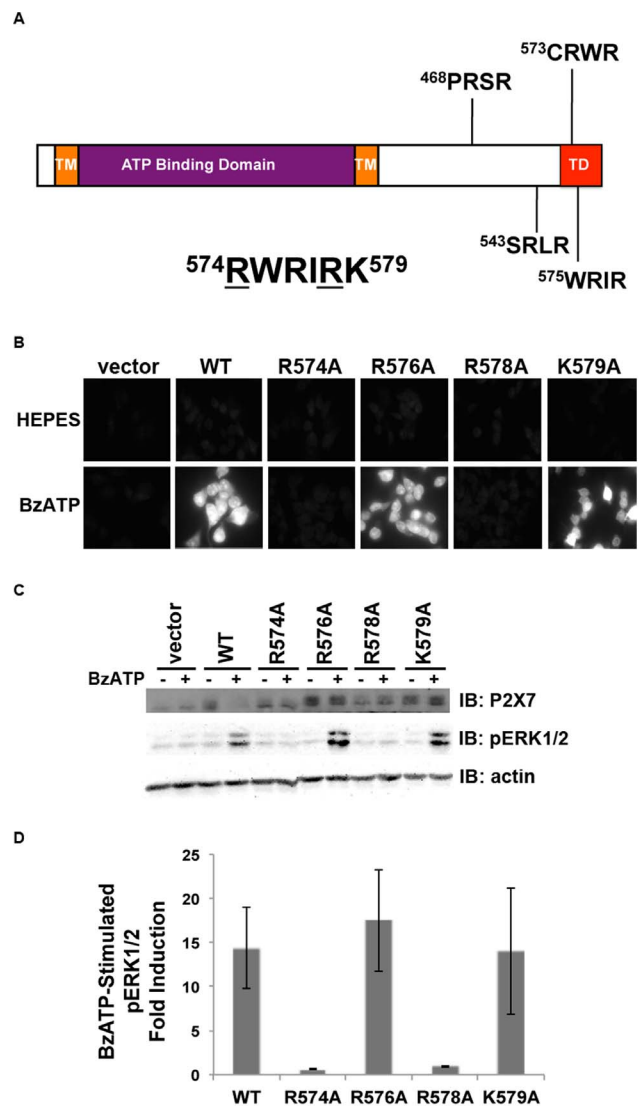 A
573CRWR
468PRSR
TM ATP Binding Domain TM TD
543SRLR
574RWRIRK579
575WRIR
B
vector WT R574A R576A R578A K579A
HEPES
BzATP
C
vector WT R574A R576A R578A K579A
BzATP - + - + - + - + - + - +
IB: P2X7
IB: pERK1/2
IB: actin
D
BzATP-Stimulated
pERK1/2
Fold Induction
25
20
15
10
5
0
WT R574A R576A R578A K579A